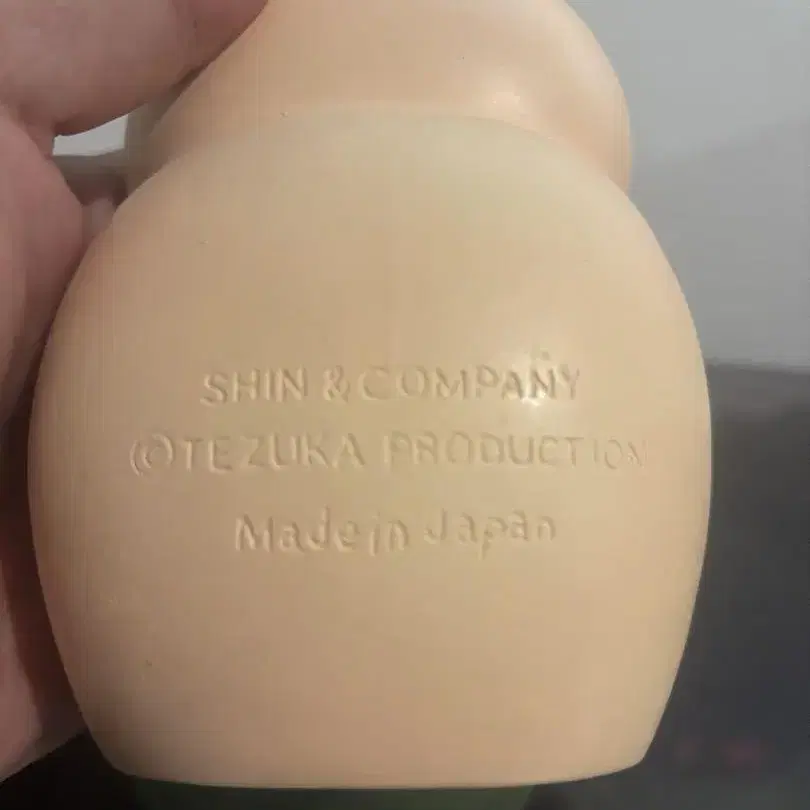 SHIN & COMPANY
©TEZUKA PRODUCTION
Made in Japan